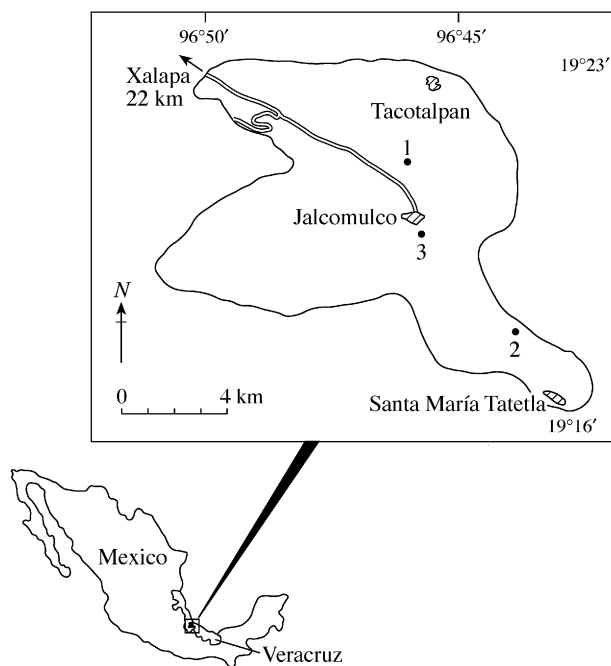 96°50′ 96°45′
19°23′
Xalapa
22 km
Tacotalpan
1
Jalcomulco
3
N
2
0 4 km
Santa María Tatetla
19°16′
Mexico
Veracruz